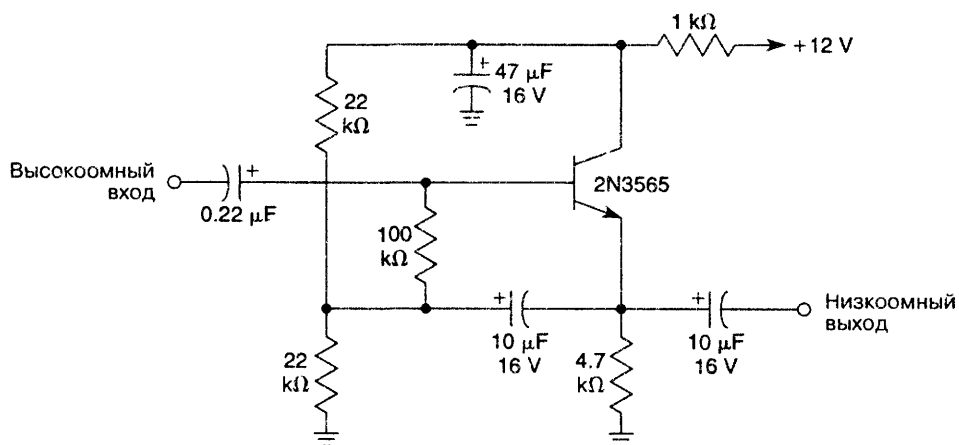 1 kΩ
+12 V
+ 47 μF
16 V
22
kΩ
Высокоомный
вход
+
0.22 μF
2N3565
100
kΩ
+
10 μF
16 V
+
10 μF
16 V
Низкоомный
выход
22
kΩ
4.7
kΩ